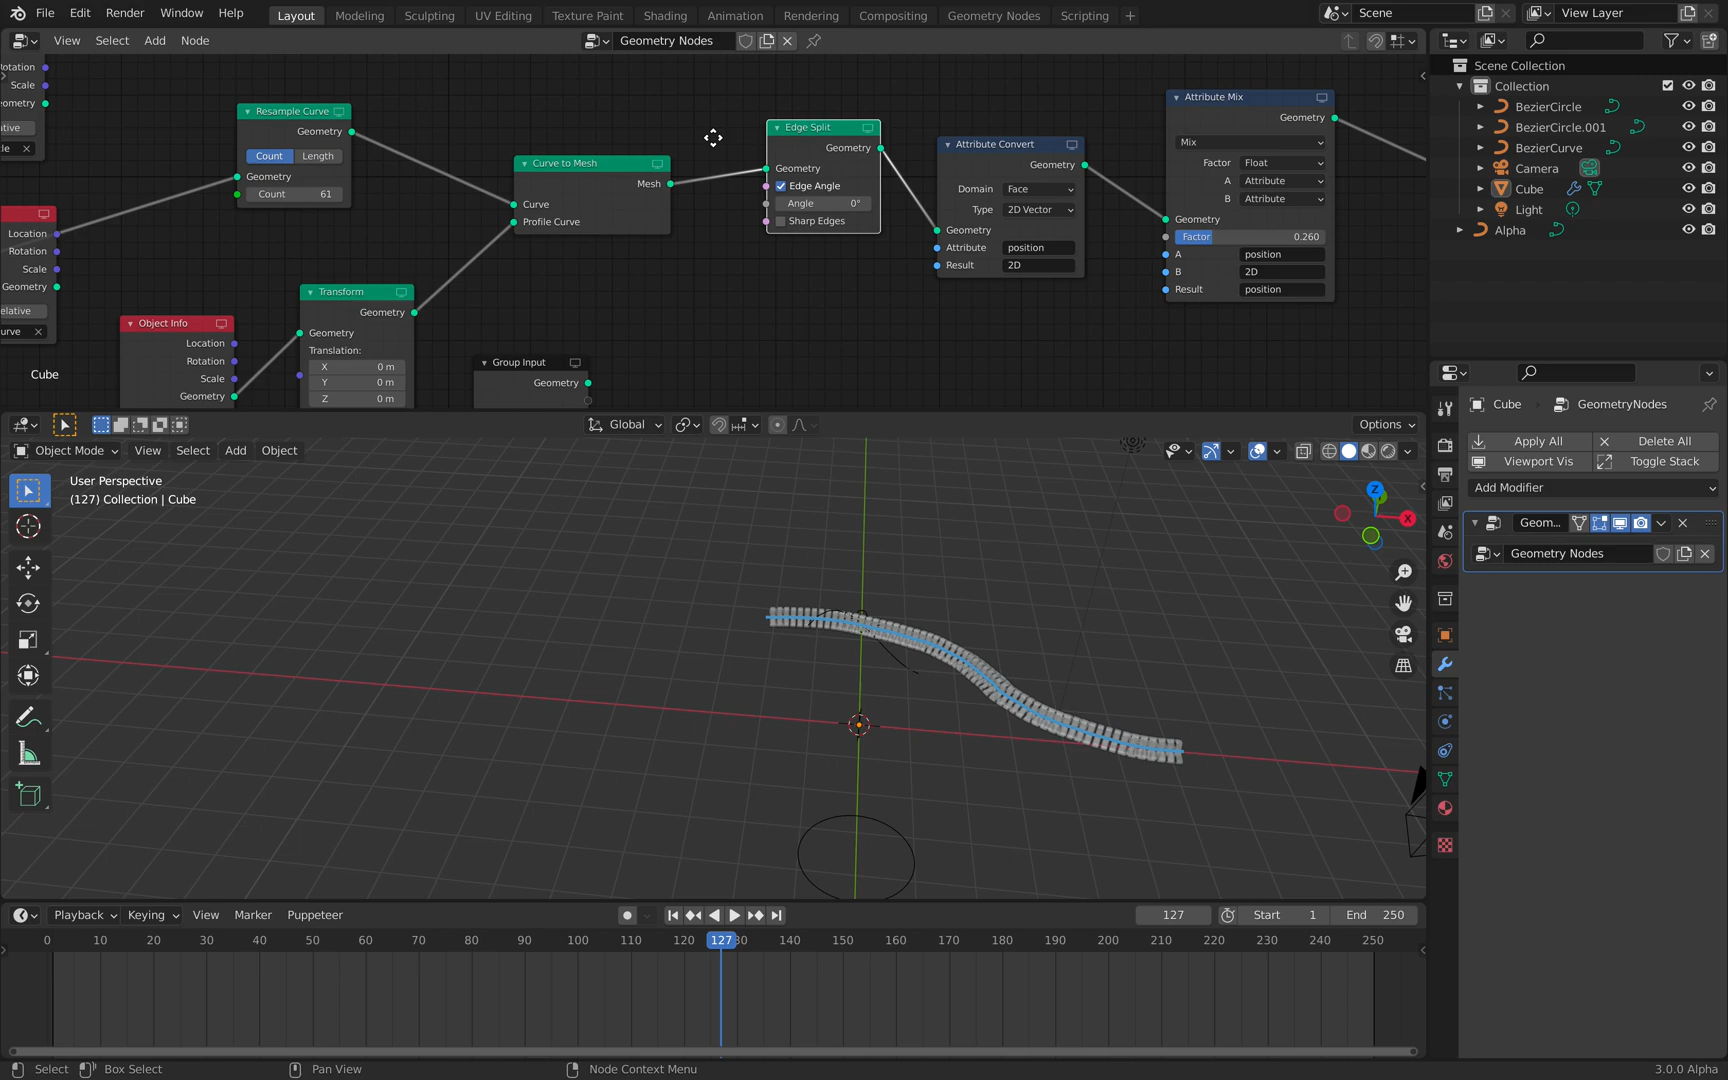 File Edit Render Window Help Layout Modeling Sculpting UV Editing Texture Paint Shading Animation Rendering Compositing Geometry Nodes Scripting Scene View Layer
View Select Add Node Geometry Nodes
Scene Collection
Collection
BezierCircle
BezierCircle.001
BezierCurve
Camera
Cube
Light
Alpha
Scale
Resample Curve
Geometry
Count Length
Geometry
Count 61
Location
Rotation
Scale
Geometry
Object Info
Location
Rotation
Scale
Geometry
Transform
Geometry
Geometry
Translation:
X 0 m
Y 0 m
Z 0 m
Curve to Mesh
Mesh
Curve
Profile Curve
Group Input
Geometry
Edge Split
Geometry
Geometry
Edge Angle
Angle 0°
Sharp Edges
Attribute Convert
Geometry
Domain Face
Type 2D Vector
Geometry
Attribute position
Result 2D
Attribute Mix
Geometry
Mix
Factor Float
A Attribute
B Attribute
Geometry
Factor 0.260
A position
B 2D
Result position
Cube
Global Options
Object Mode View Select Add Object
User Perspective
(127) Collection | Cube
Z
X
Cube GeometryNodes
Apply All Delete All
Viewport Vis Toggle Stack
Add Modifier
Geom...
Geometry Nodes
Playback Keying View Marker Puppeteer 127 Start 1 End 250
0 10 20 30 40 50 60 70 80 90 100 110 120 127 140 150 160 170 180 190 200 210 220 230 240 250
Select Box Select Pan View Node Context Menu 3.0.0 Alpha